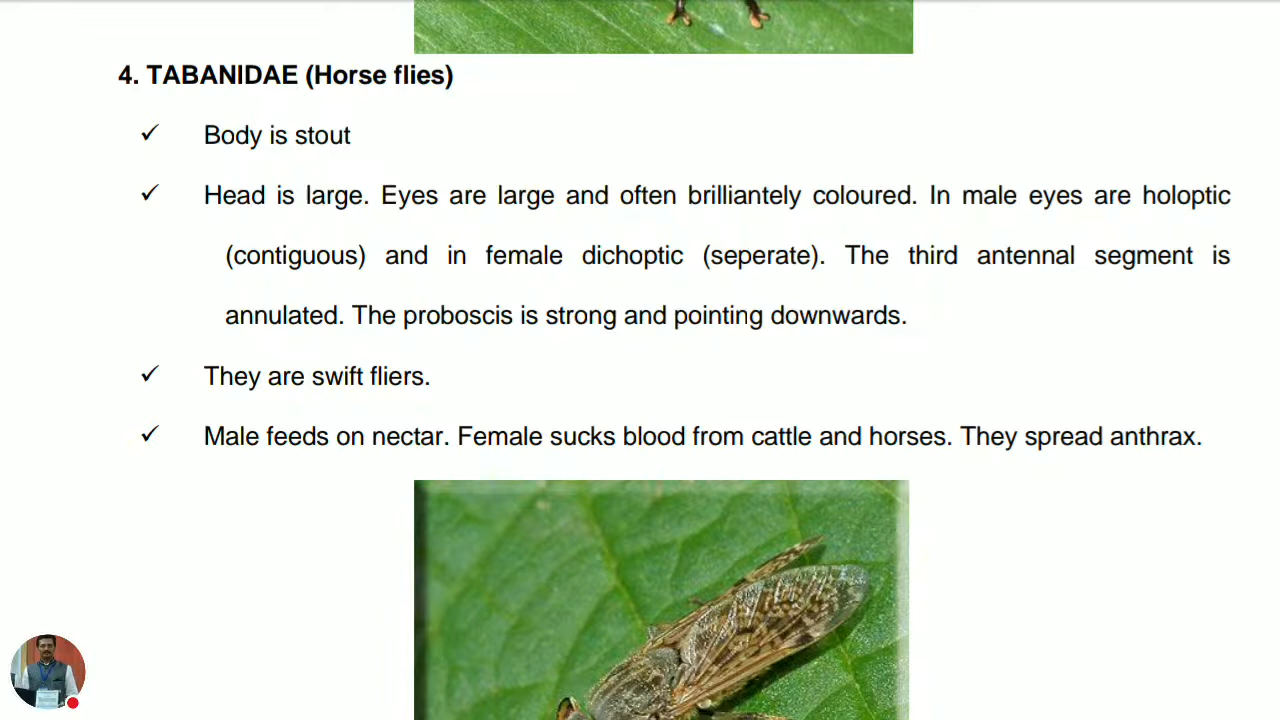 4. TABANIDAE (Horse flies)
✓ Body is stout
✓ Head is large. Eyes are large and often brilliantely coloured. In male eyes are holoptic
(contiguous) and in female dichoptic (seperate). The third antennal segment is
annulated. The proboscis is strong and pointing downwards.
✓ They are swift fliers.
✓ Male feeds on nectar. Female sucks blood from cattle and horses. They spread anthrax.